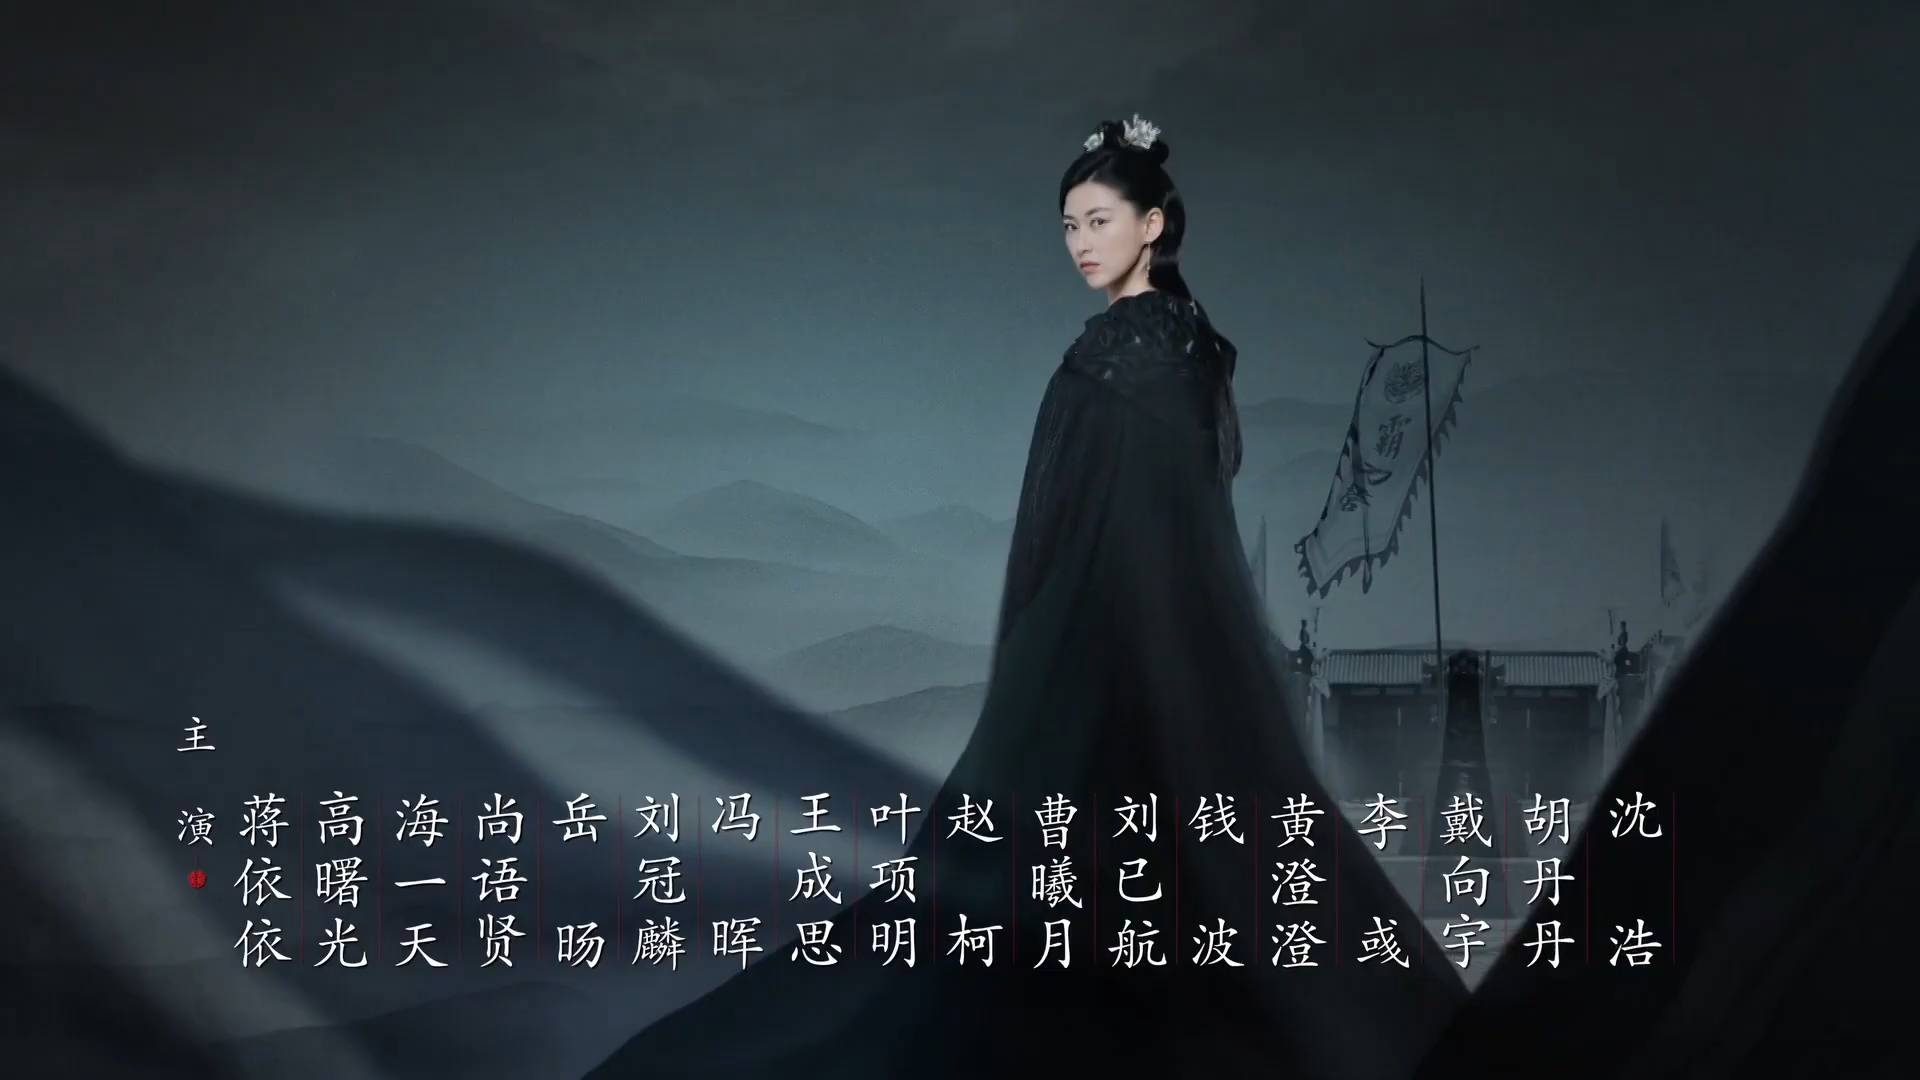 主演
蒋依依
高曙光
海一天
尚语贤
岳旸
刘冠麟
冯晖
王成思
叶项明
赵柯
曹曦月
刘已航
钱波
黄澄澄
李彧
戴向宇
胡丹丹
沈浩
霸